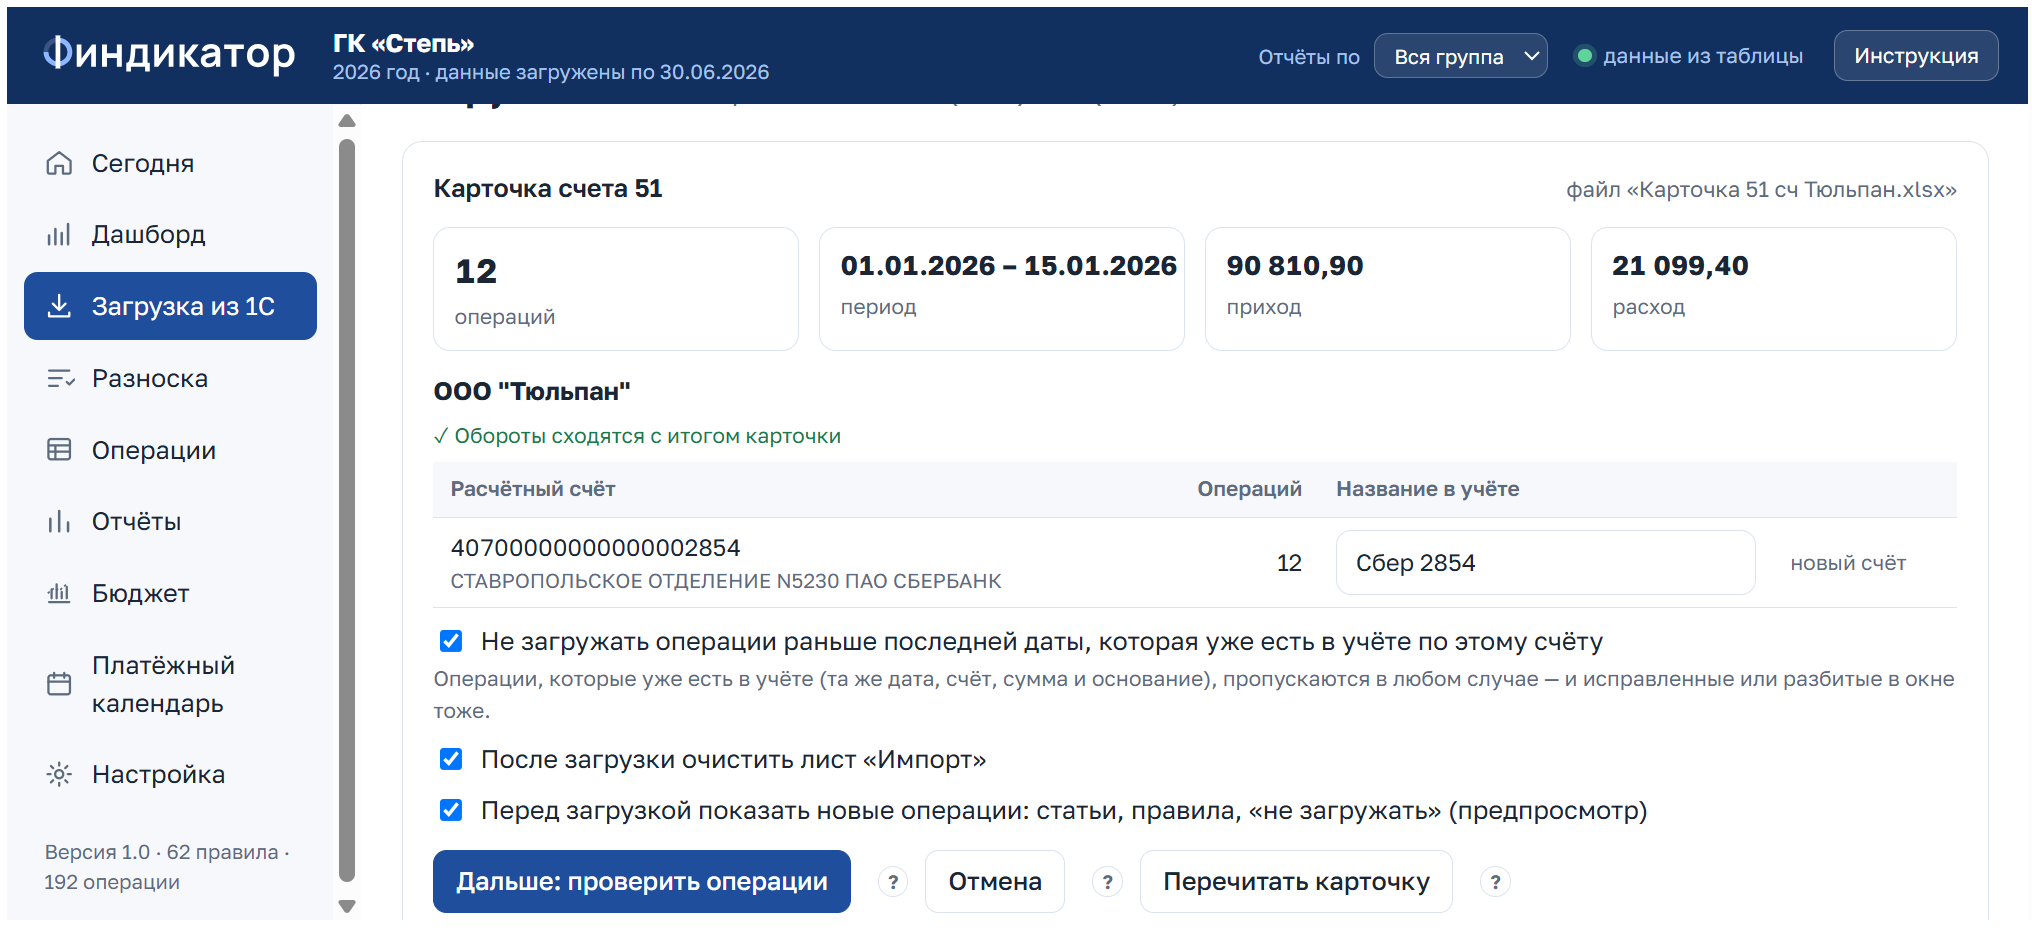 Финдикатор
ГК «Степь»
2026 год · данные загружены по 30.06.2026
Отчёты по
Вся группа
данные из таблицы
Инструкция
Сегодня
Дашборд
Загрузка из 1С
Разноска
Операции
Отчёты
Бюджет
Платёжный
календарь
Настройка
Версия 1.0 · 62 правила ·
192 операции
Карточка счета 51
файл «Карточка 51 сч Тюльпан.xlsx»
12
операций
01.01.2026 – 15.01.2026
период
90 810,90
приход
21 099,40
расход
ООО "Тюльпан"
✓ Обороты сходятся с итогом карточки
Расчётный счёт
Операций
Название в учёте
40700000000000002854
СТАВРОПОЛЬСКОЕ ОТДЕЛЕНИЕ N5230 ПАО СБЕРБАНК
12
Сбер 2854
новый счёт
Не загружать операции раньше последней даты, которая уже есть в учёте по этому счёту
Операции, которые уже есть в учёте (та же дата, счёт, сумма и основание), пропускаются в любом случае — и исправленные или разбитые в окне
тоже.
После загрузки очистить лист «Импорт»
Перед загрузкой показать новые операции: статьи, правила, «не загружать» (предпросмотр)
Дальше: проверить операции
?
Отмена
?
Перечитать карточку
?